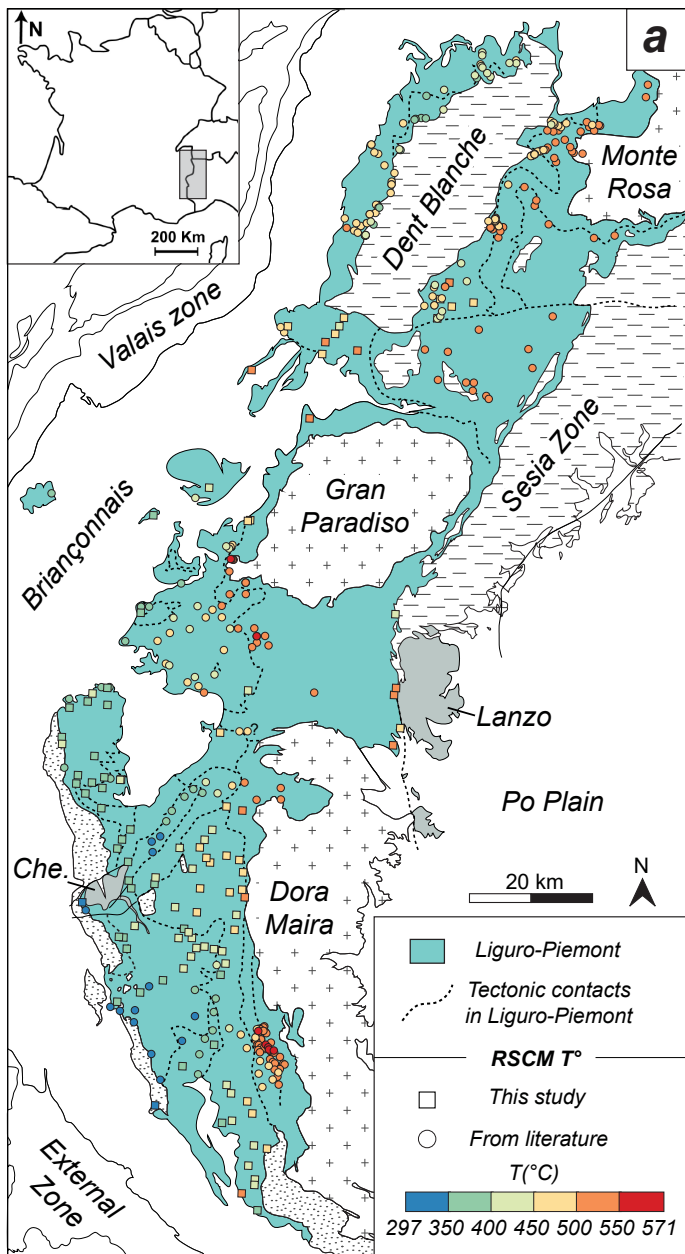 N
200 Km
a
Monte
Rosa
Dent Blanche
Valais zone
Sesia Zone
Gran
Paradiso
Briançonnais
Lanzo
?
Po Plain
Che.
Dora
Maira
20 km
N
External
Zone
Liguro-Piemont
Tectonic contacts
in Liguro-Piemont
RSCM T°
This study
From literature
T(°C)
297 350 400 450 500 550 571